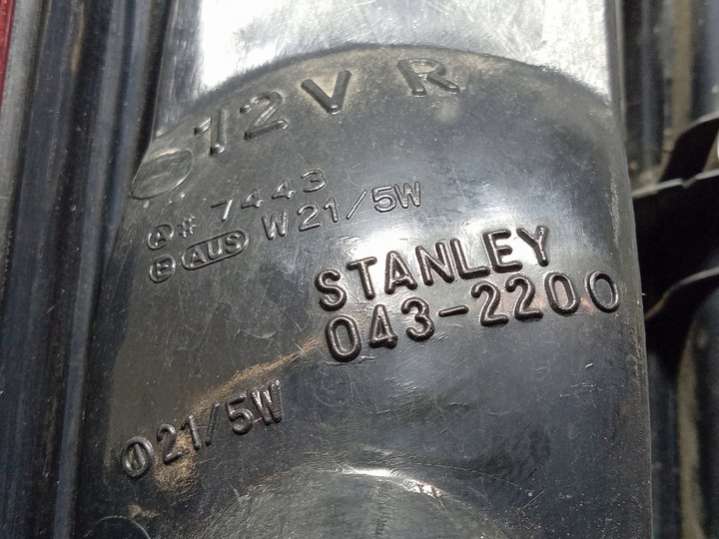 12V R
A # 7443
E AUS W21/5W
STANLEY
043-2200
J 21/5W